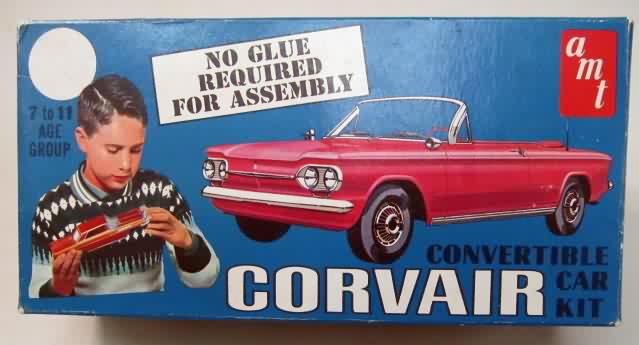 NO GLUE
REQUIRED
FOR ASSEMBLY
amt
7 to 11
AGE
GROUP
CONVERTIBLE
CORVAIR CAR
KIT